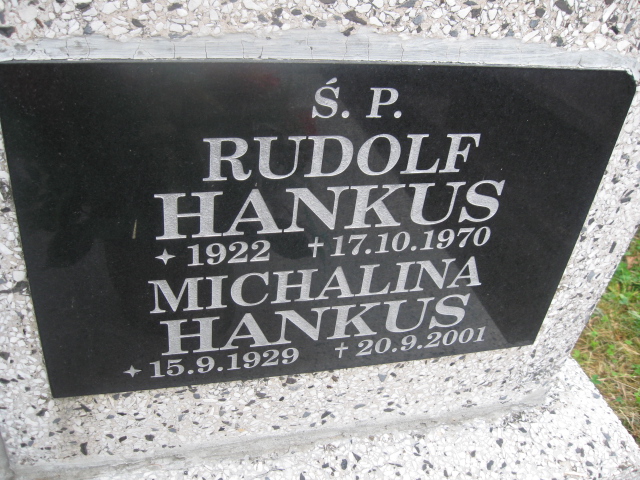 Ś. P.
RUDOLF
HANKUS
✦ 1922 † 17.10.1970
MICHALINA
HANKUS
✦ 15.9.1929 † 20.9.2001